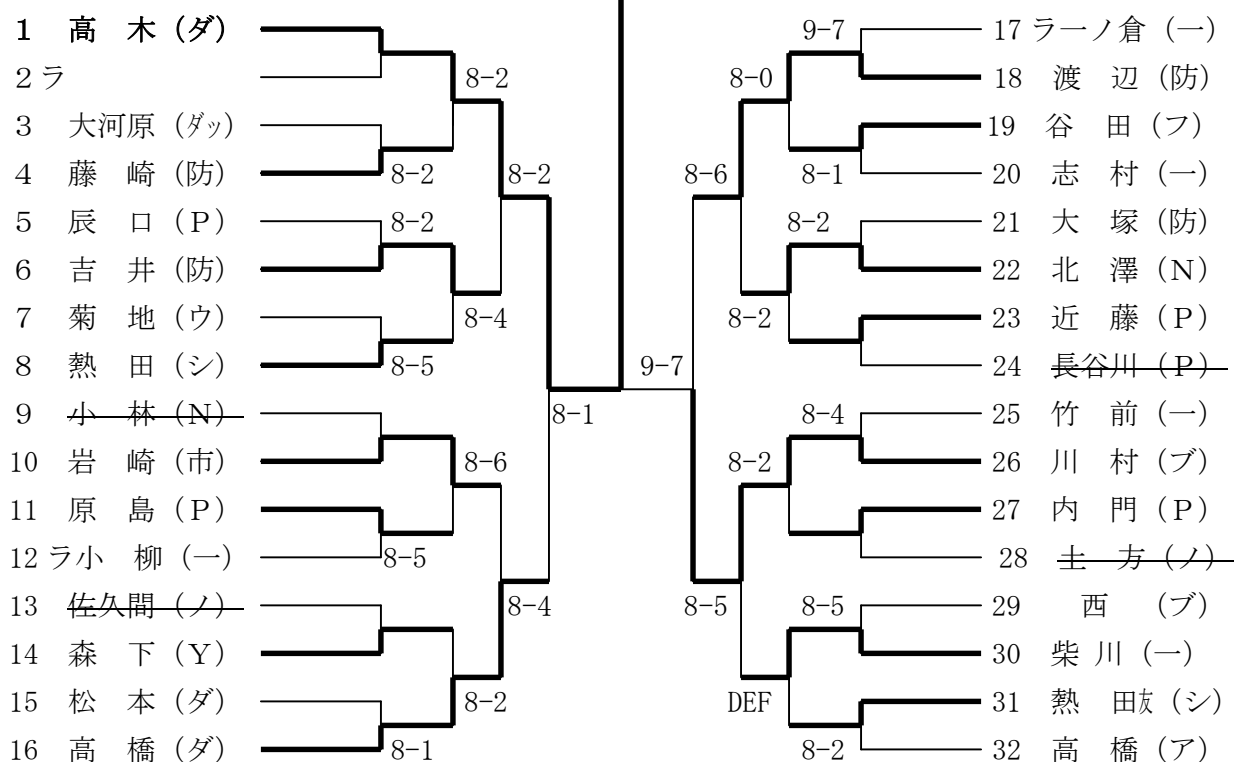 1 高 木 (ダ)
2 ラ
8-2
3 大河原 (ダッ)
4 藤 崎 (防)
8-2
8-2
5 辰 口 (P)
8-2
6 吉 井 (防)
7 菊 地 (ウ)
8-4
8 熱 田 (シ)
8-5
9 小 林 (N)
8-1
10 岩 崎 (市)
8-6
11 原 島 (P)
12 ラ小 柳 (一)
8-5
13 佐久間 (ノ)
8-4
14 森 下 (Y)
15 松 本 (ダ)
8-2
16 高 橋 (ダ)
8-1
9-7
17 ラーノ倉 (一)
8-0
18 渡 辺 (防)
19 谷 田 (フ)
8-6
8-1
20 志 村 (一)
8-2
21 大 塚 (防)
22 北 澤 (N)
8-2
23 近 藤 (P)
9-7
24 長谷川 (P)
8-4
25 竹 前 (一)
8-2
26 川 村 (ブ)
27 内 門 (P)
28 土 方 (ノ)
8-5
8-5
29 西 (ブ)
30 柴 川 (一)
DEF
31 熱 田友 (シ)
8-2
32 高 橋 (ア)